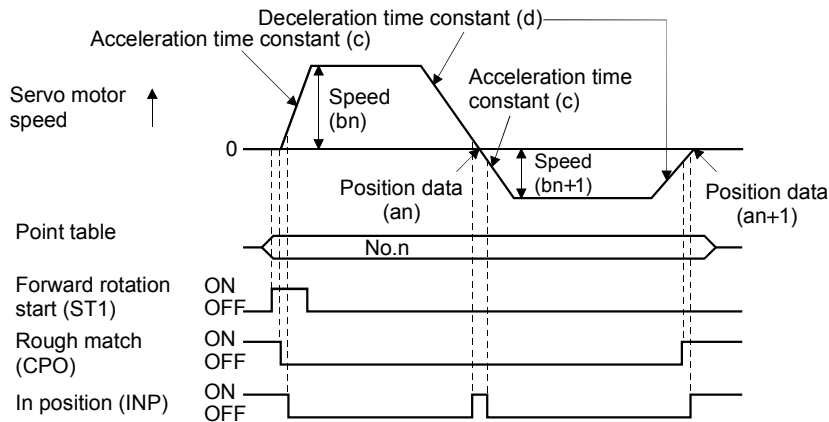 Deceleration time constant (d)
Acceleration time constant (c)
Acceleration time
constant (c)
Servo motor
speed
Speed
(bn)
0
Speed
(bn+1)
Position data
(an)
Position data
(an+1)
Point table
No.n
Forward rotation
start (ST1)
ON
OFF
Rough match
(CPO)
ON
OFF
In position (INP)
ON
OFF